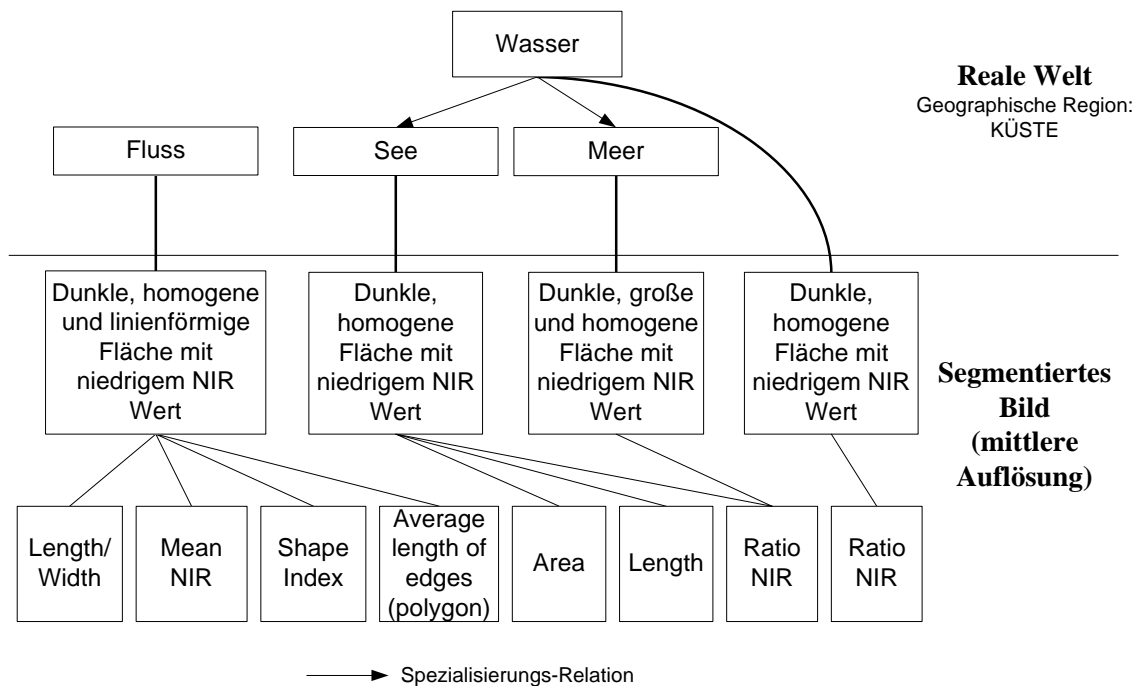 Wasser
Reale Welt
Geographische Region:
KÜSTE
Fluss
See
Meer
Dunkle, homogene
und linienförmige
Fläche mit
niedrigem NIR
Wert
Dunkle,
homogene
Fläche mit
niedrigem NIR
Wert
Dunkle, große
und homogene
Fläche mit
niedrigem NIR
Wert
Dunkle,
homogene
Fläche mit
niedrigem NIR
Wert
Segmentiertes
Bild
(mittlere
Auflösung)
Length/
Width
Mean
NIR
Shape
Index
Average
length of
edges
(polygon)
Area
Length
Ratio
NIR
Ratio
NIR
Spezialisierungs-Relation